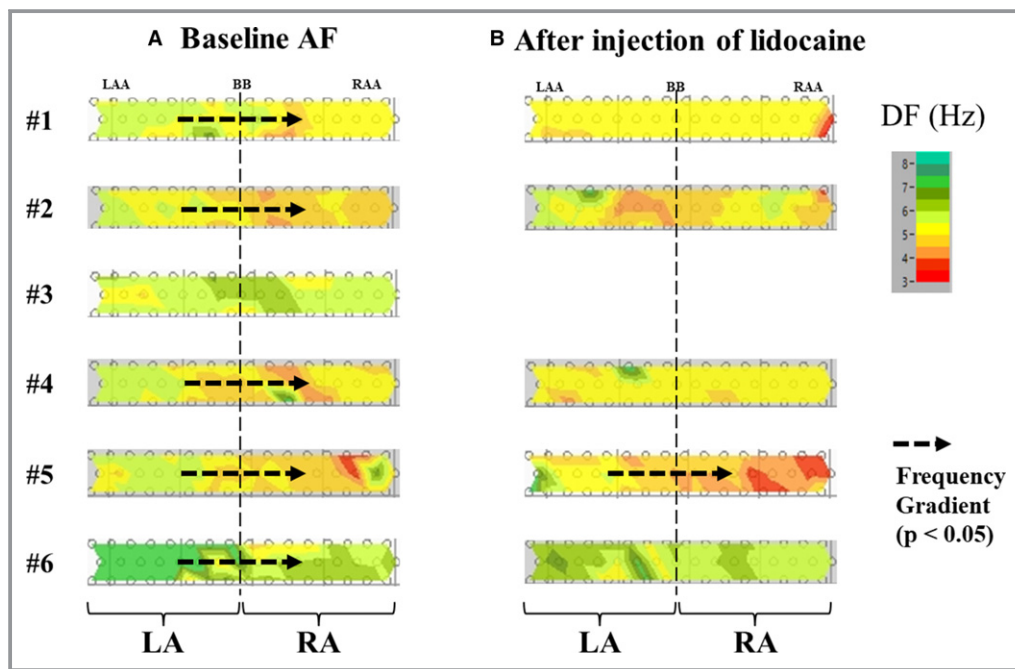 A Baseline AF
B After injection of lidocaine
LAA BB RAA
LAA BB RAA
DF (Hz)
#1
#2
#3
#4
#5
#6
8
7
6
5
4
3
Frequency
Gradient
(p < 0.05)
LA RA
LA RA